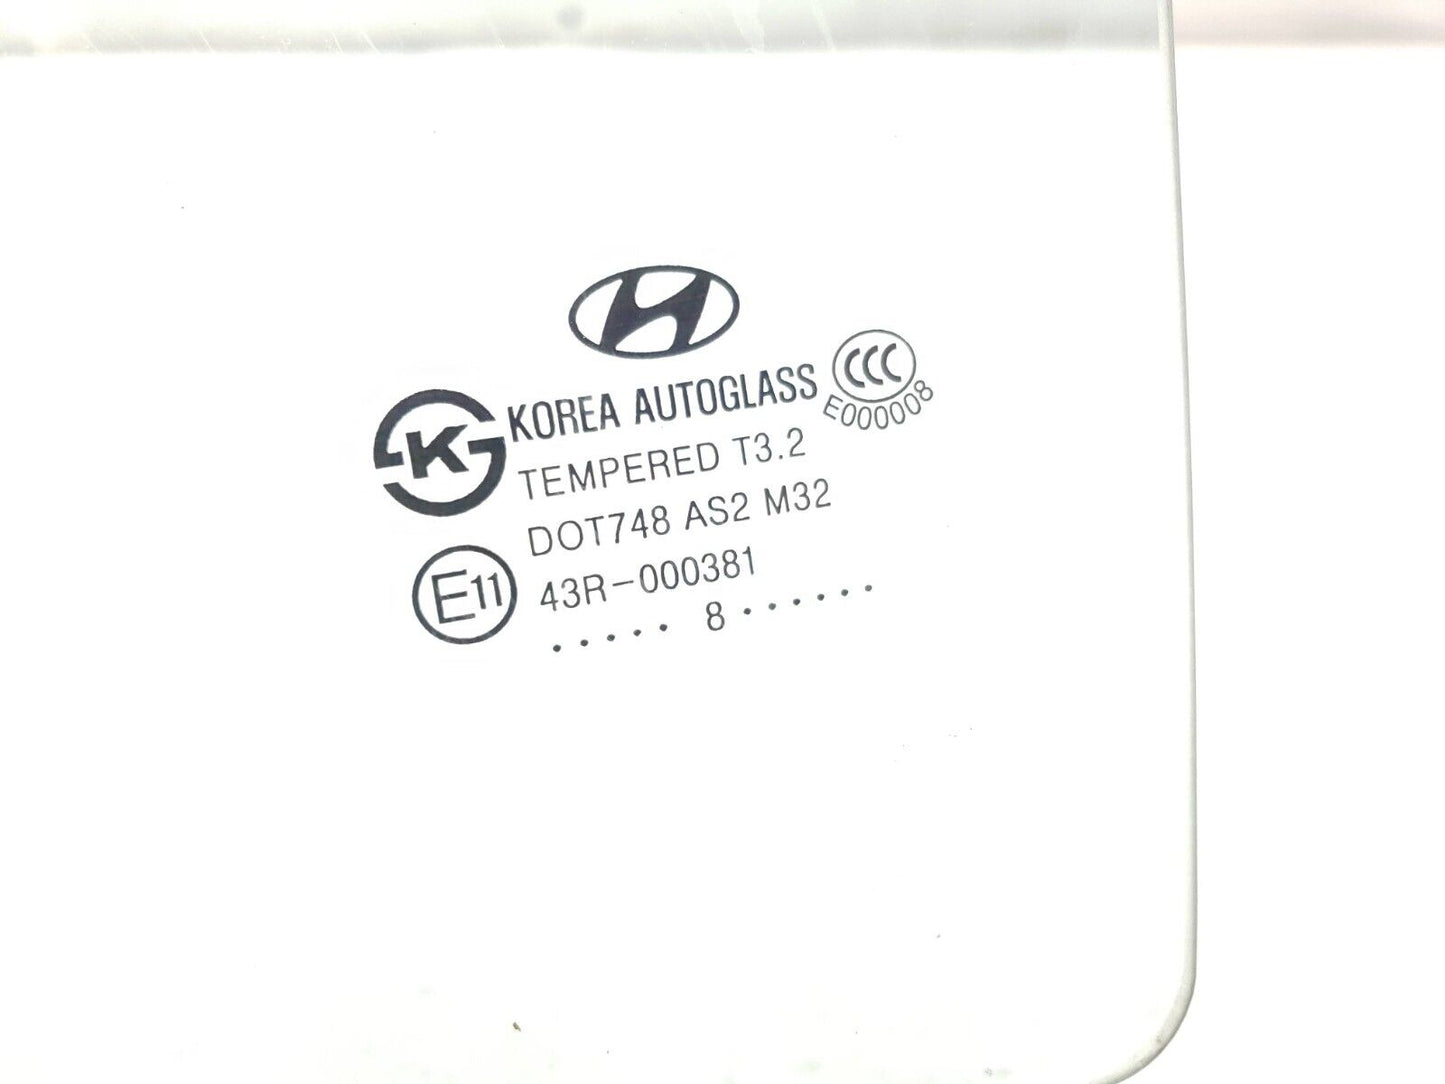 KOREA AUTOGLASS
CCC
E000008
K
TEMPERED T3.2
DOT748 AS2 M32
E11
43R-000381
..... 8 ......